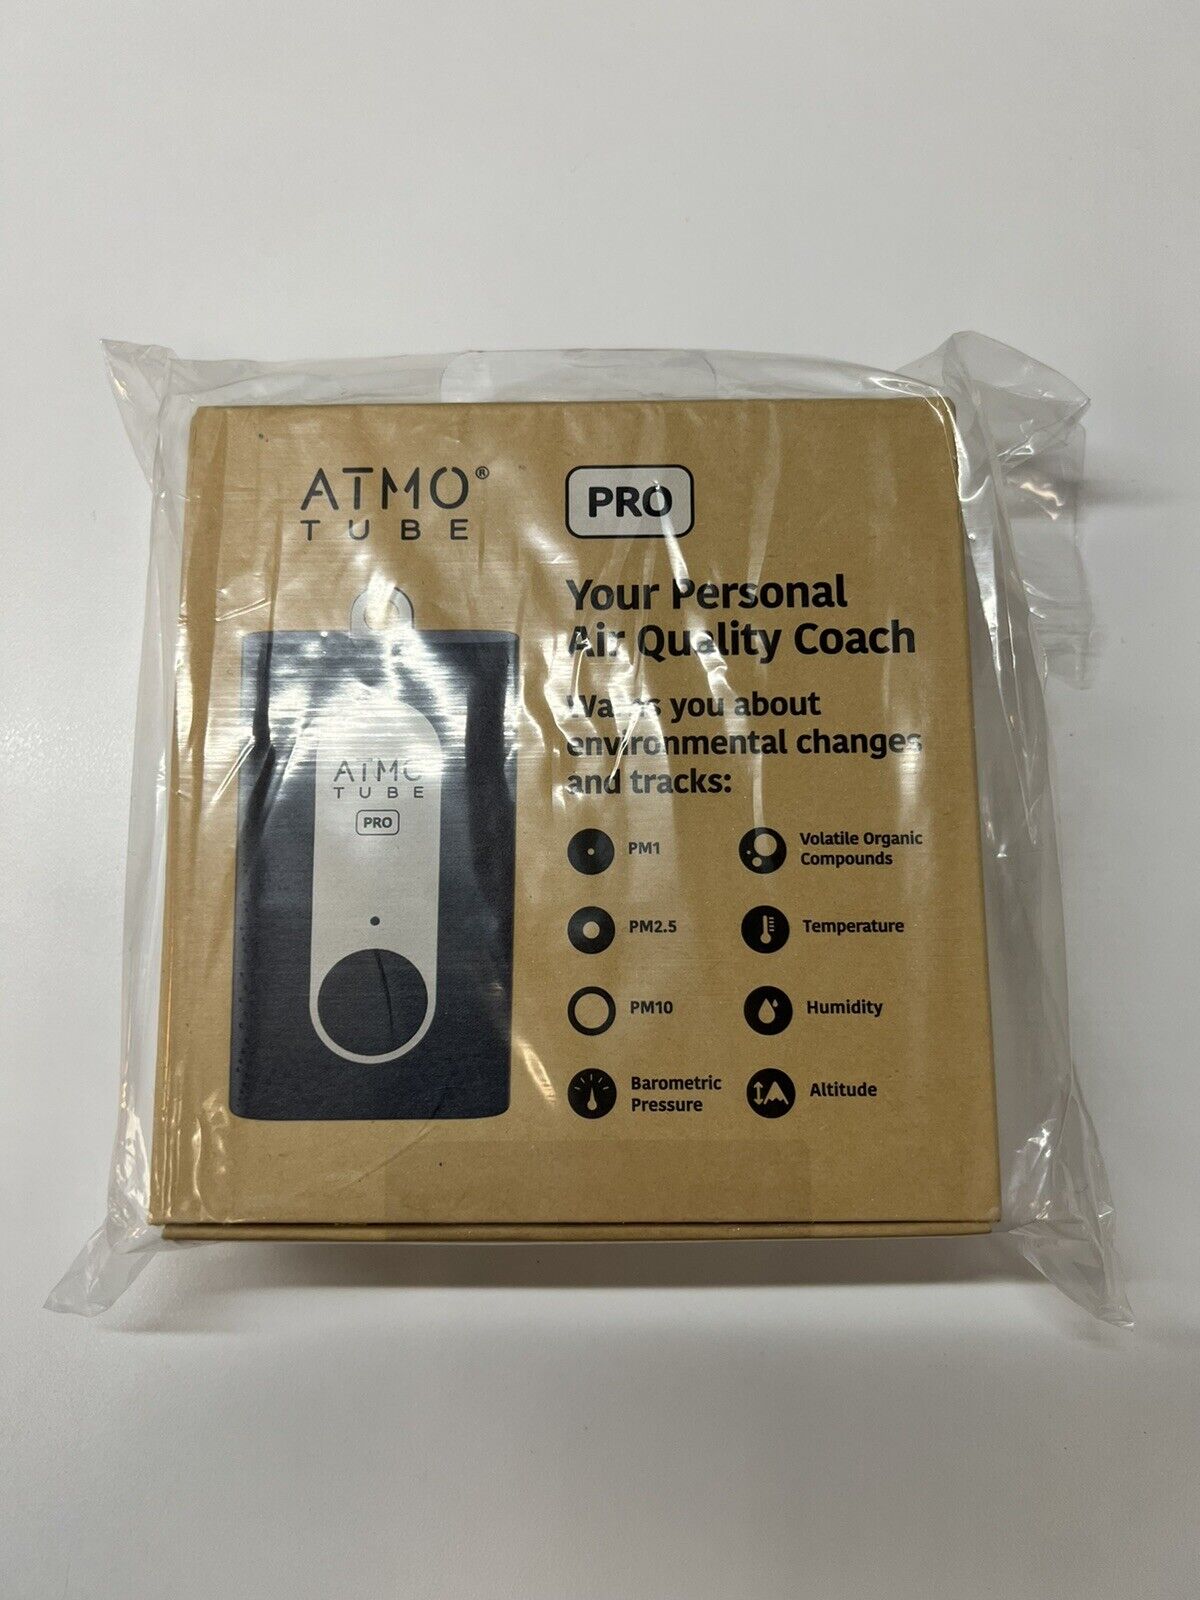 ATMO®
TUBE
PRO
Your Personal
Air Quality Coach
you about
environmental changes
and tracks:
ATMO
TUBE
PRO
PM1
Volatile Organic
Compounds
PM2.5
Temperature
PM10
Humidity
Barometric
Pressure
Altitude